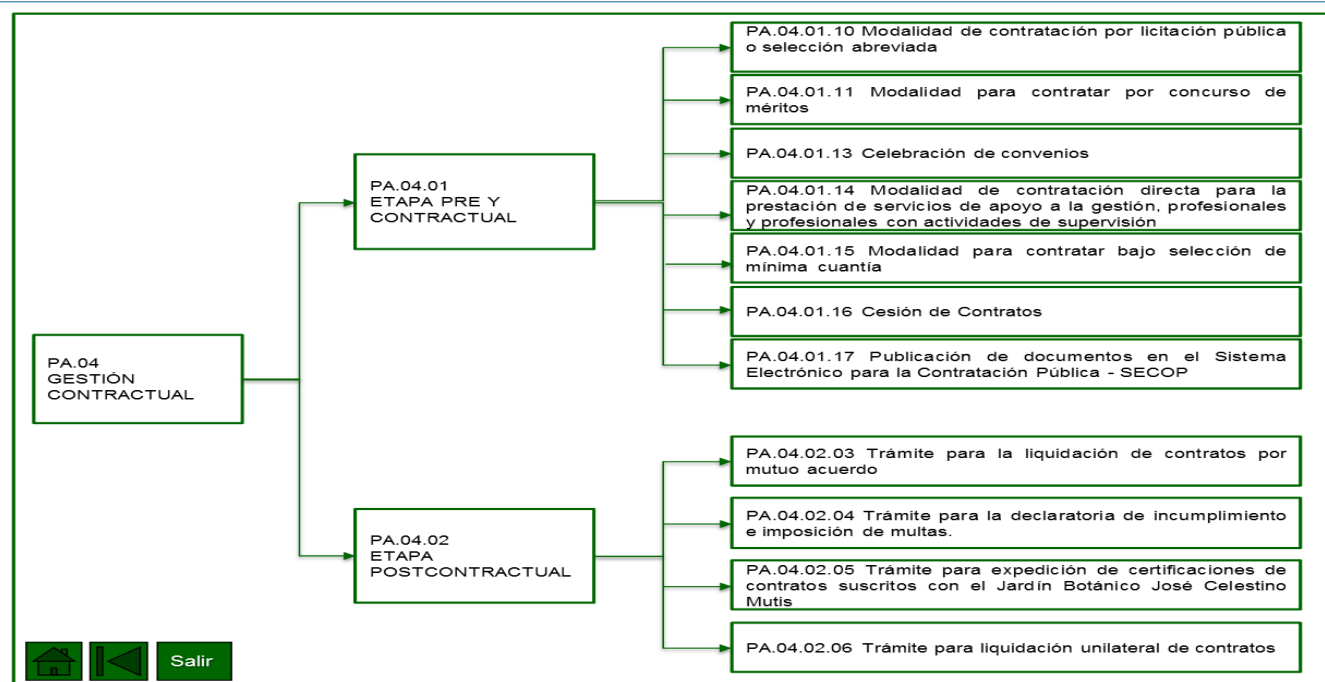 PA.04.01.10 Modalidad de contratación por licitación pública
o selección abreviada
PA.04.01.11 Modalidad para contratar por concurso de
méritos
PA.04.01.13 Celebración de convenios
PA.04.01
ETAPA PRE Y
CONTRACTUAL
PA.04.01.14 Modalidad de contratación directa para la
prestación de servicios de apoyo a la gestión, profesionales
y profesionales con actividades de supervisión
PA.04.01.15 Modalidad para contratar bajo selección de
mínima cuantía
PA.04.01.16 Cesión de Contratos
PA.04.01.17 Publicación de documentos en el Sistema
Electrónico para la Contratación Pública - SECOP
PA.04
GESTIÓN
CONTRACTUAL
PA.04.02.03 Trámite para la liquidación de contratos por
mutuo acuerdo
PA.04.02.04 Trámite para la declaratoria de incumplimiento
e imposición de multas.
PA.04.02
ETAPA
POSTCONTRACTUAL
PA.04.02.05 Trámite para expedición de certificaciones de
contratos suscritos con el Jardín Botánico José Celestino
Mutis
PA.04.02.06 Trámite para liquidación unilateral de contratos
Salir